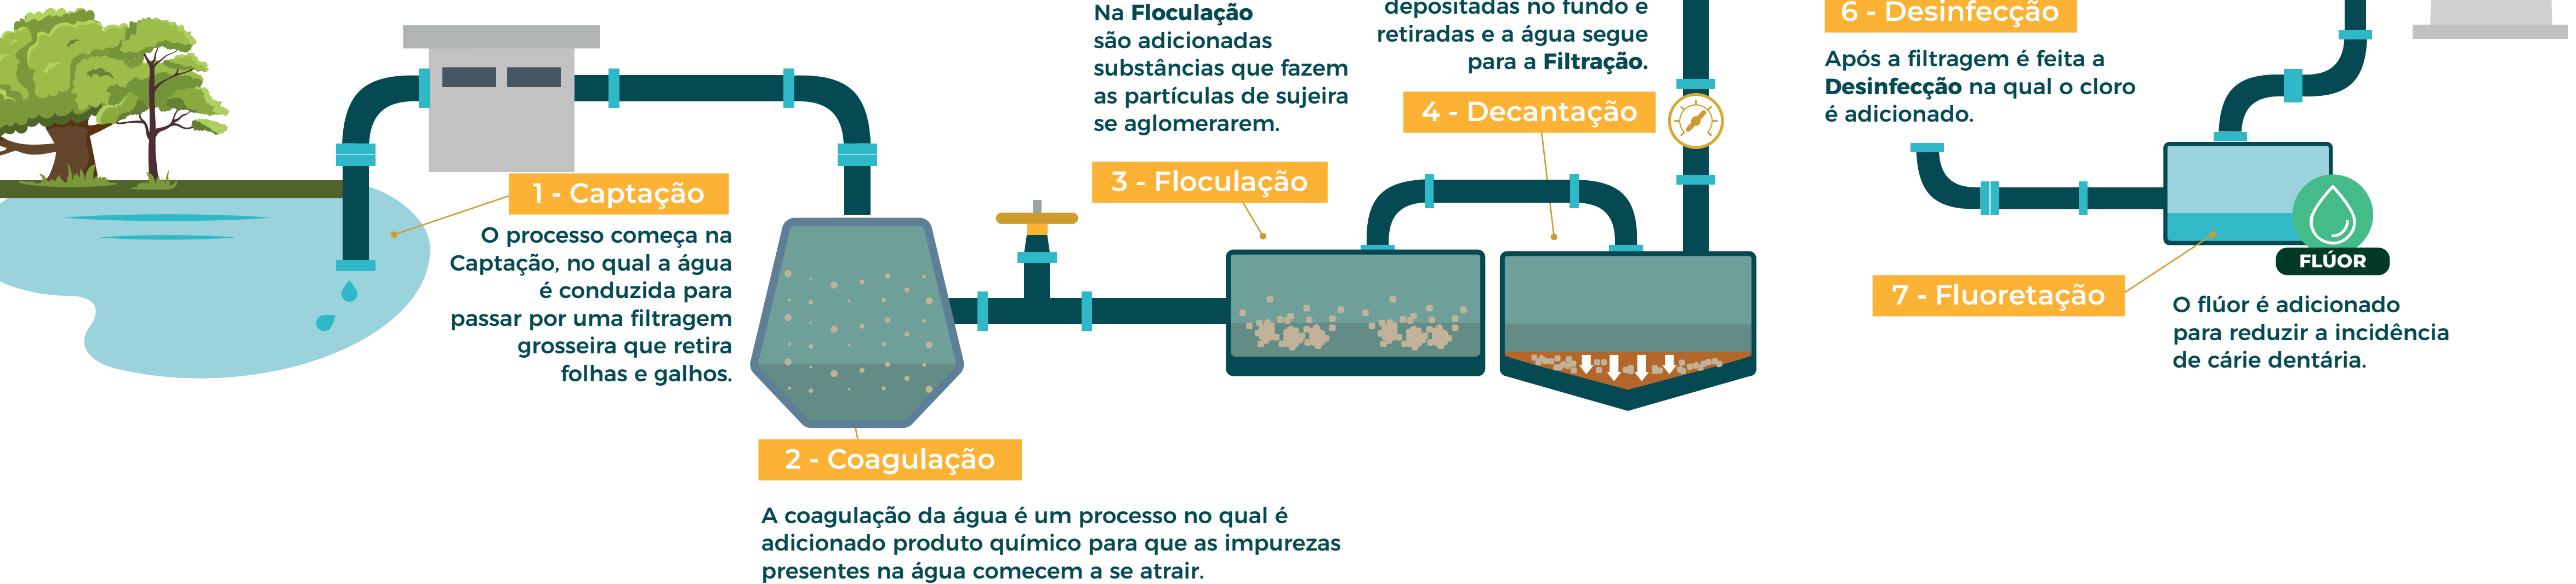 1 - Captação
O processo começa na
Captação, no qual a água
é conduzida para
passar por uma filtragem
grosseira que retira
folhas e galhos.
2 - Coagulação
A coagulação da água é um processo no qual é
adicionado produto químico para que as impurezas
presentes na água comecem a se atrair.
Na Floculação
são adicionadas
substâncias que fazem
as partículas de sujeira
se aglomerarem.
3 - Floculação
depositadas no fundo e
retiradas e a água segue
para a Filtração.
4 - Decantação
6 - Desinfecção
Após a filtragem é feita a
Desinfecção na qual o cloro
é adicionado.
FLÚOR
7 - Fluoretação
O flúor é adicionado
para reduzir a incidência
de cárie dentária.